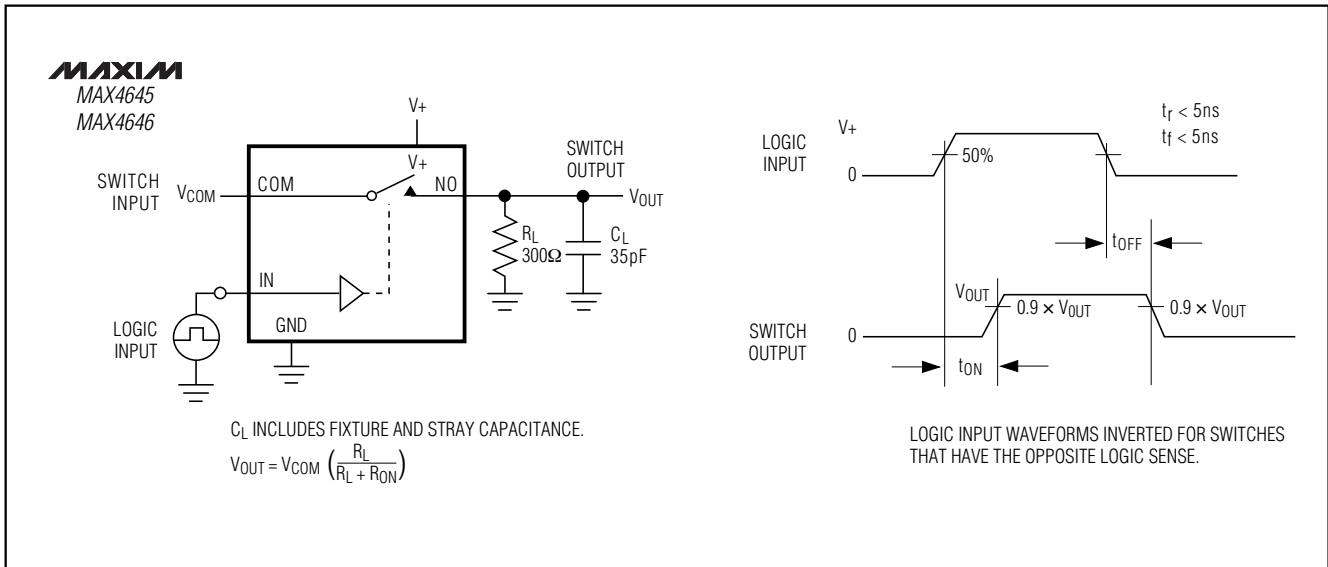 MAXIM
MAX4645
MAX4646
V+
V+
SWITCH
INPUT
VCOM
COM
NO
SWITCH
OUTPUT
VOUT
RL
300Ω
CL
35pF
IN
LOGIC
INPUT
GND
CL INCLUDES FIXTURE AND STRAY CAPACITANCE.
VOUT = VCOM (RL / RL + RON)
LOGIC
INPUT
V+
0
50%
tr < 5ns
tf < 5ns
tOFF
SWITCH
OUTPUT
VOUT
0
0.9 × VOUT
0.9 × VOUT
tON
LOGIC INPUT WAVEFORMS INVERTED FOR SWITCHES
THAT HAVE THE OPPOSITE LOGIC SENSE.